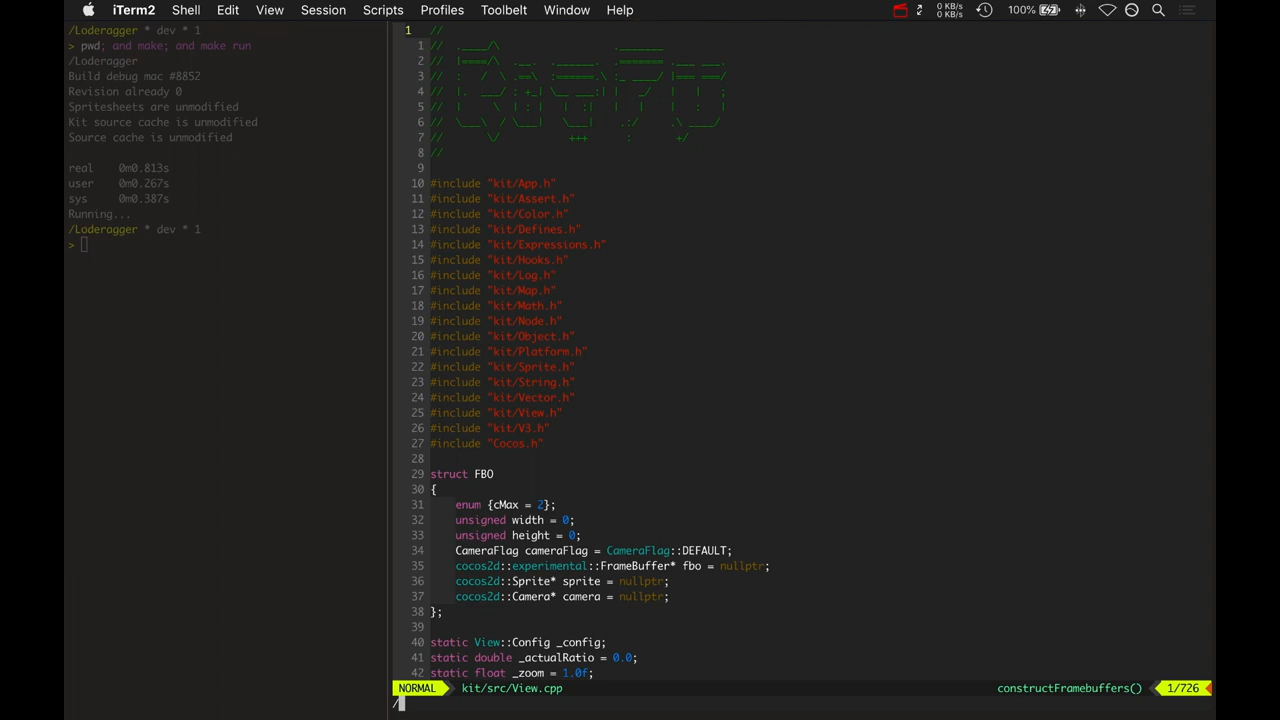 iTerm2 Shell Edit View Session Scripts Profiles Toolbelt Window Help 0 KB/s 0 KB/s 100%
/Loderagger * dev * 1
> pwd; and make; and make run
/Loderagger
Build debug mac #8852
Revision already 0
Spritesheets are unmodified
Kit source cache is unmodified
Source cache is unmodified
real 0m0.813s
user 0m0.267s
sys 0m0.387s
Running...
/Loderagger * dev * 1
>
1 //
1 //
2 //
3 //
4 //
5 //
6 //
7 //
8 //
9
10 #include "kit/App.h"
11 #include "kit/Assert.h"
12 #include "kit/Color.h"
13 #include "kit/Defines.h"
14 #include "kit/Expressions.h"
15 #include "kit/Hooks.h"
16 #include "kit/Log.h"
17 #include "kit/Map.h"
18 #include "kit/Math.h"
19 #include "kit/Node.h"
20 #include "kit/Object.h"
21 #include "kit/Platform.h"
22 #include "kit/Sprite.h"
23 #include "kit/String.h"
24 #include "kit/Vector.h"
25 #include "kit/View.h"
26 #include "kit/V3.h"
27 #include "Cocos.h"
28
29 struct FBO
30 {
31 enum {cMax = 2};
32 unsigned width = 0;
33 unsigned height = 0;
34 CameraFlag cameraFlag = CameraFlag::DEFAULT;
35 cocos2d::experimental::FrameBuffer* fbo = nullptr;
36 cocos2d::Sprite* sprite = nullptr;
37 cocos2d::Camera* camera = nullptr;
38 };
39
40 static View::Config _config;
41 static double _actualRatio = 0.0;
42 static float _zoom = 1.0f;
NORMAL kit/src/View.cpp constructFramebuffers() 1/726
/